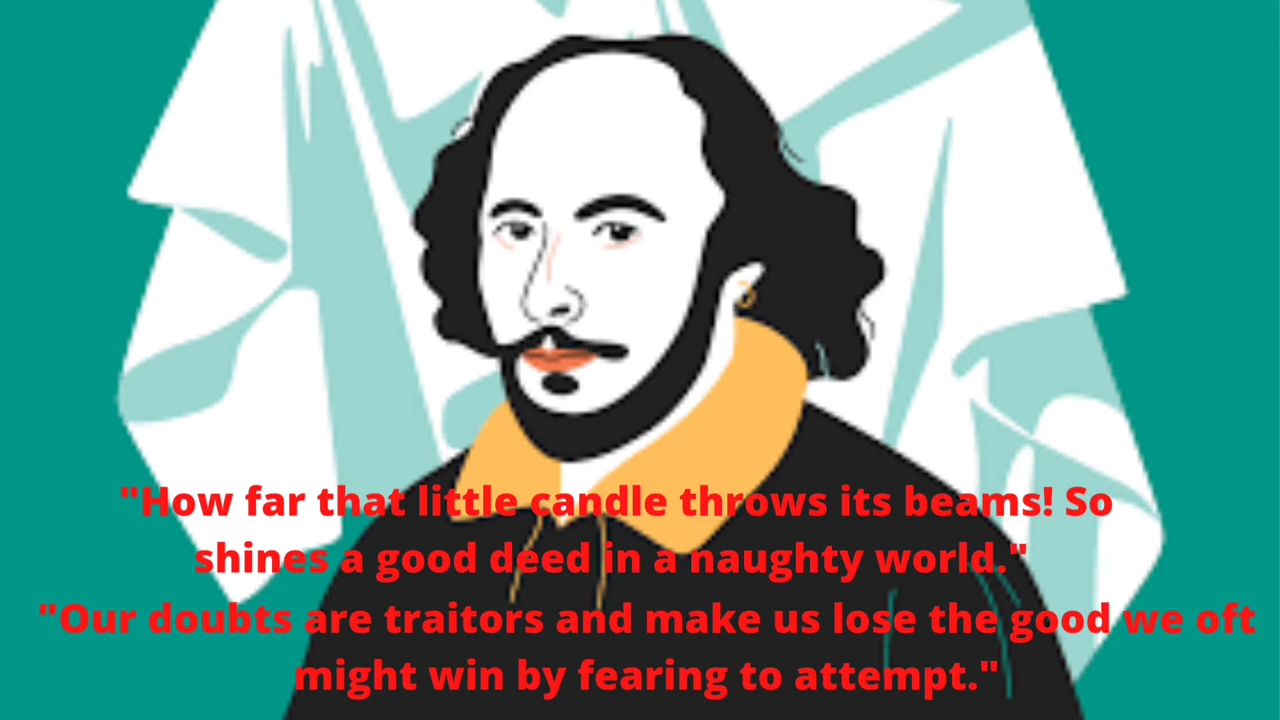 "How far that little candle throws its beams! So
shines a good deed in a naughty world."
"Our doubts are traitors and make us lose the good we oft
might win by fearing to attempt."